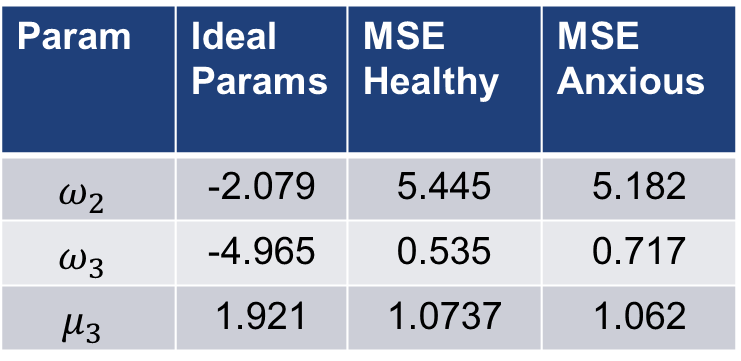 Param Ideal Params MSE Healthy MSE Anxious
ω₂ -2.079 5.445 5.182
ω₃ -4.965 0.535 0.717
μ₃ 1.921 1.0737 1.062